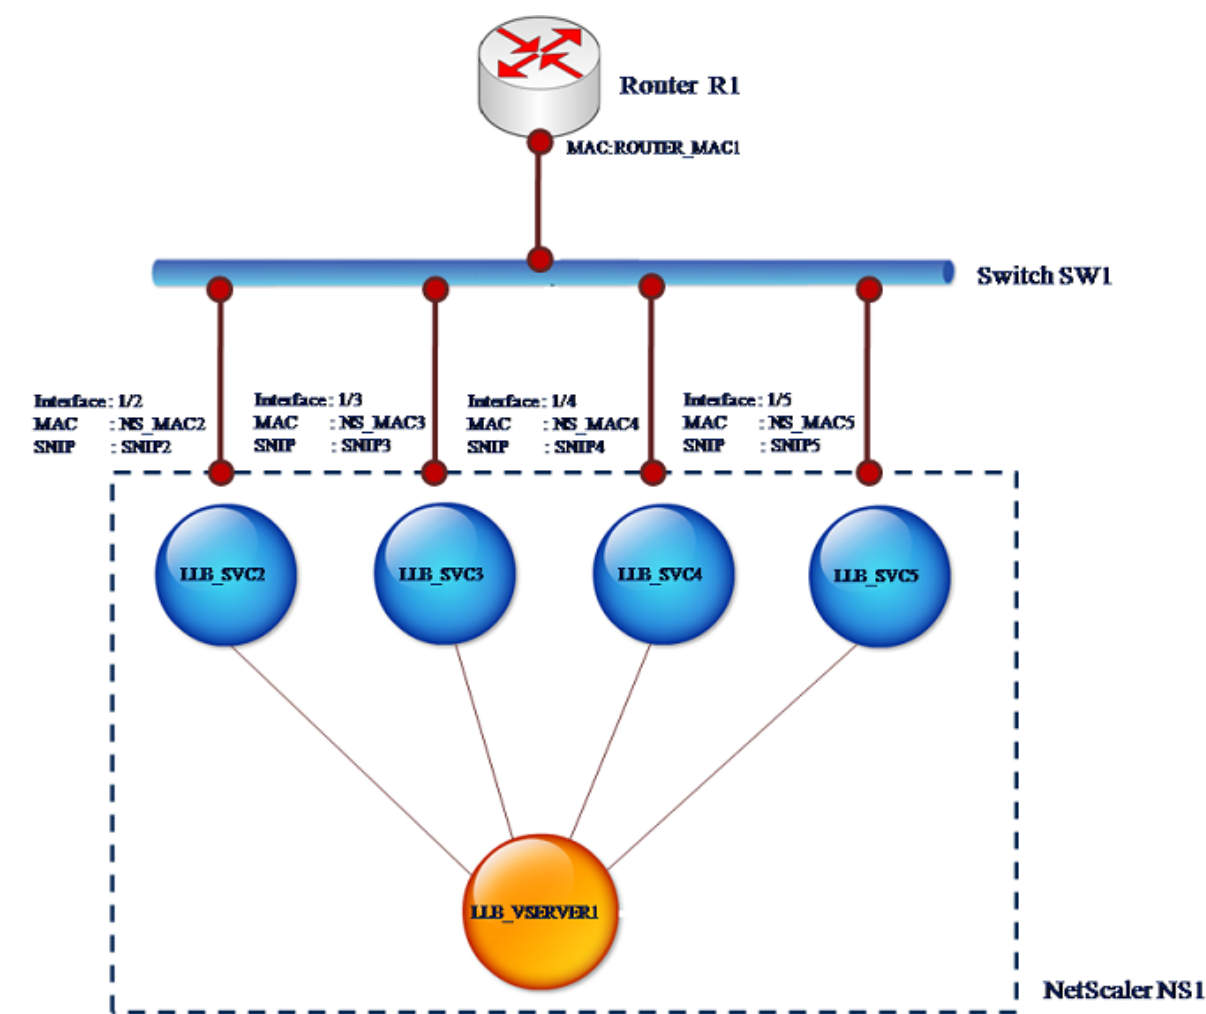 Router R1
MAC:ROUTER_MAC1
Switch SW1
Interface : 1/2
MAC : NS_MAC2
SNIP : SNIP2
Interface : 1/3
MAC : NS_MAC3
SNIP : SNIP3
Interface : 1/4
MAC : NS_MAC4
SNIP : SNIP4
Interface : 1/5
MAC : NS_MAC5
SNIP : SNIP5
LLB_SVC2
LLB_SVC3
LLB_SVC4
LLB_SVC5
LLB_VSERVER1
NetScaler NS1